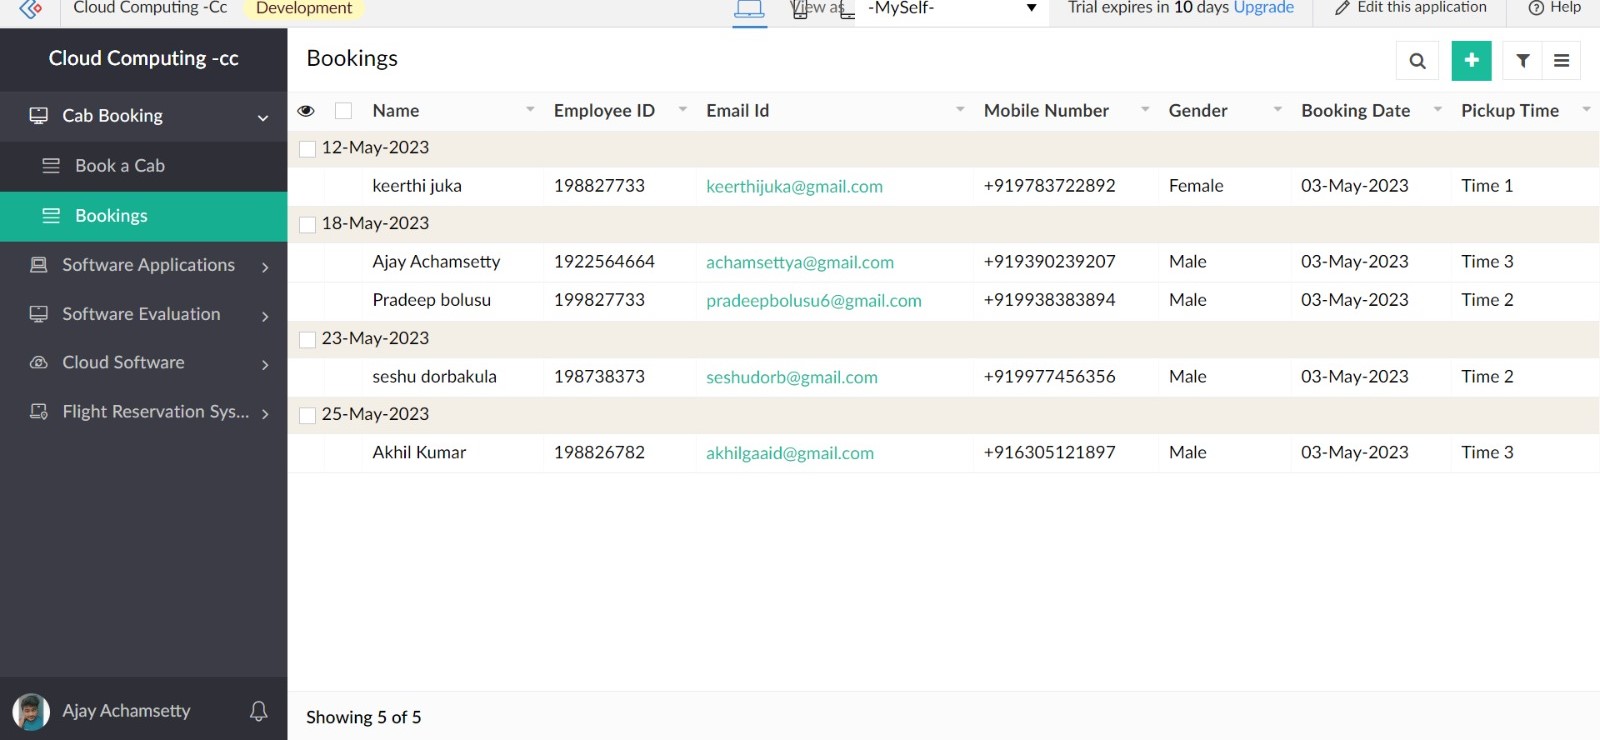 Cloud Computing -Cc Development View as -MySelf- Trial expires in 10 days Upgrade Edit this application Help
Cloud Computing -cc
Cab Booking
Book a Cab
Bookings
Software Applications
Software Evaluation
Cloud Software
Flight Reservation Sys...
Ajay Achamsetty
Bookings
Name Employee ID Email Id Mobile Number Gender Booking Date Pickup Time
12-May-2023
keerthi juka 198827733 keerthijuka@gmail.com +919783722892 Female 03-May-2023 Time 1
18-May-2023
Ajay Achamsetty 1922564664 achamsettya@gmail.com +919390239207 Male 03-May-2023 Time 3
Pradeep bolusu 199827733 pradeepbolusu6@gmail.com +919938383894 Male 03-May-2023 Time 2
23-May-2023
seshu dorbakula 198738373 seshudorb@gmail.com +919977456356 Male 03-May-2023 Time 2
25-May-2023
Akhil Kumar 198826782 akhilgaaid@gmail.com +916305121897 Male 03-May-2023 Time 3
Showing 5 of 5